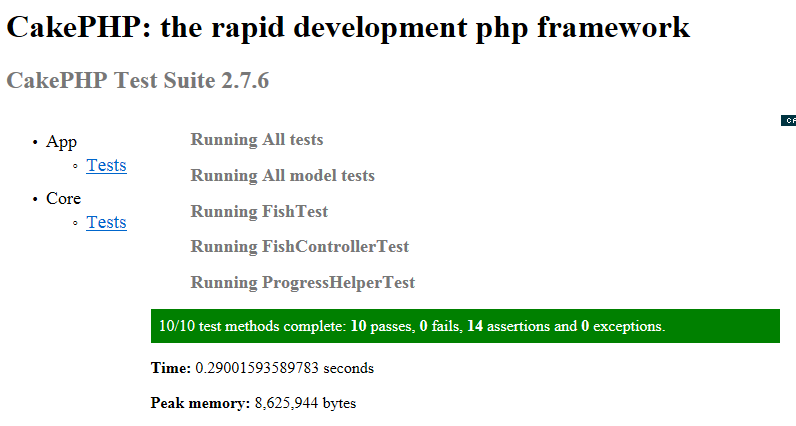 CakePHP: the rapid development php framework
CakePHP Test Suite 2.7.6
App
Tests
Core
Tests
Running All tests
Running All model tests
Running FishTest
Running FishControllerTest
Running ProgressHelperTest
10/10 test methods complete: 10 passes, 0 fails, 14 assertions and 0 exceptions.
Time: 0.29001593589783 seconds
Peak memory: 8,625,944 bytes